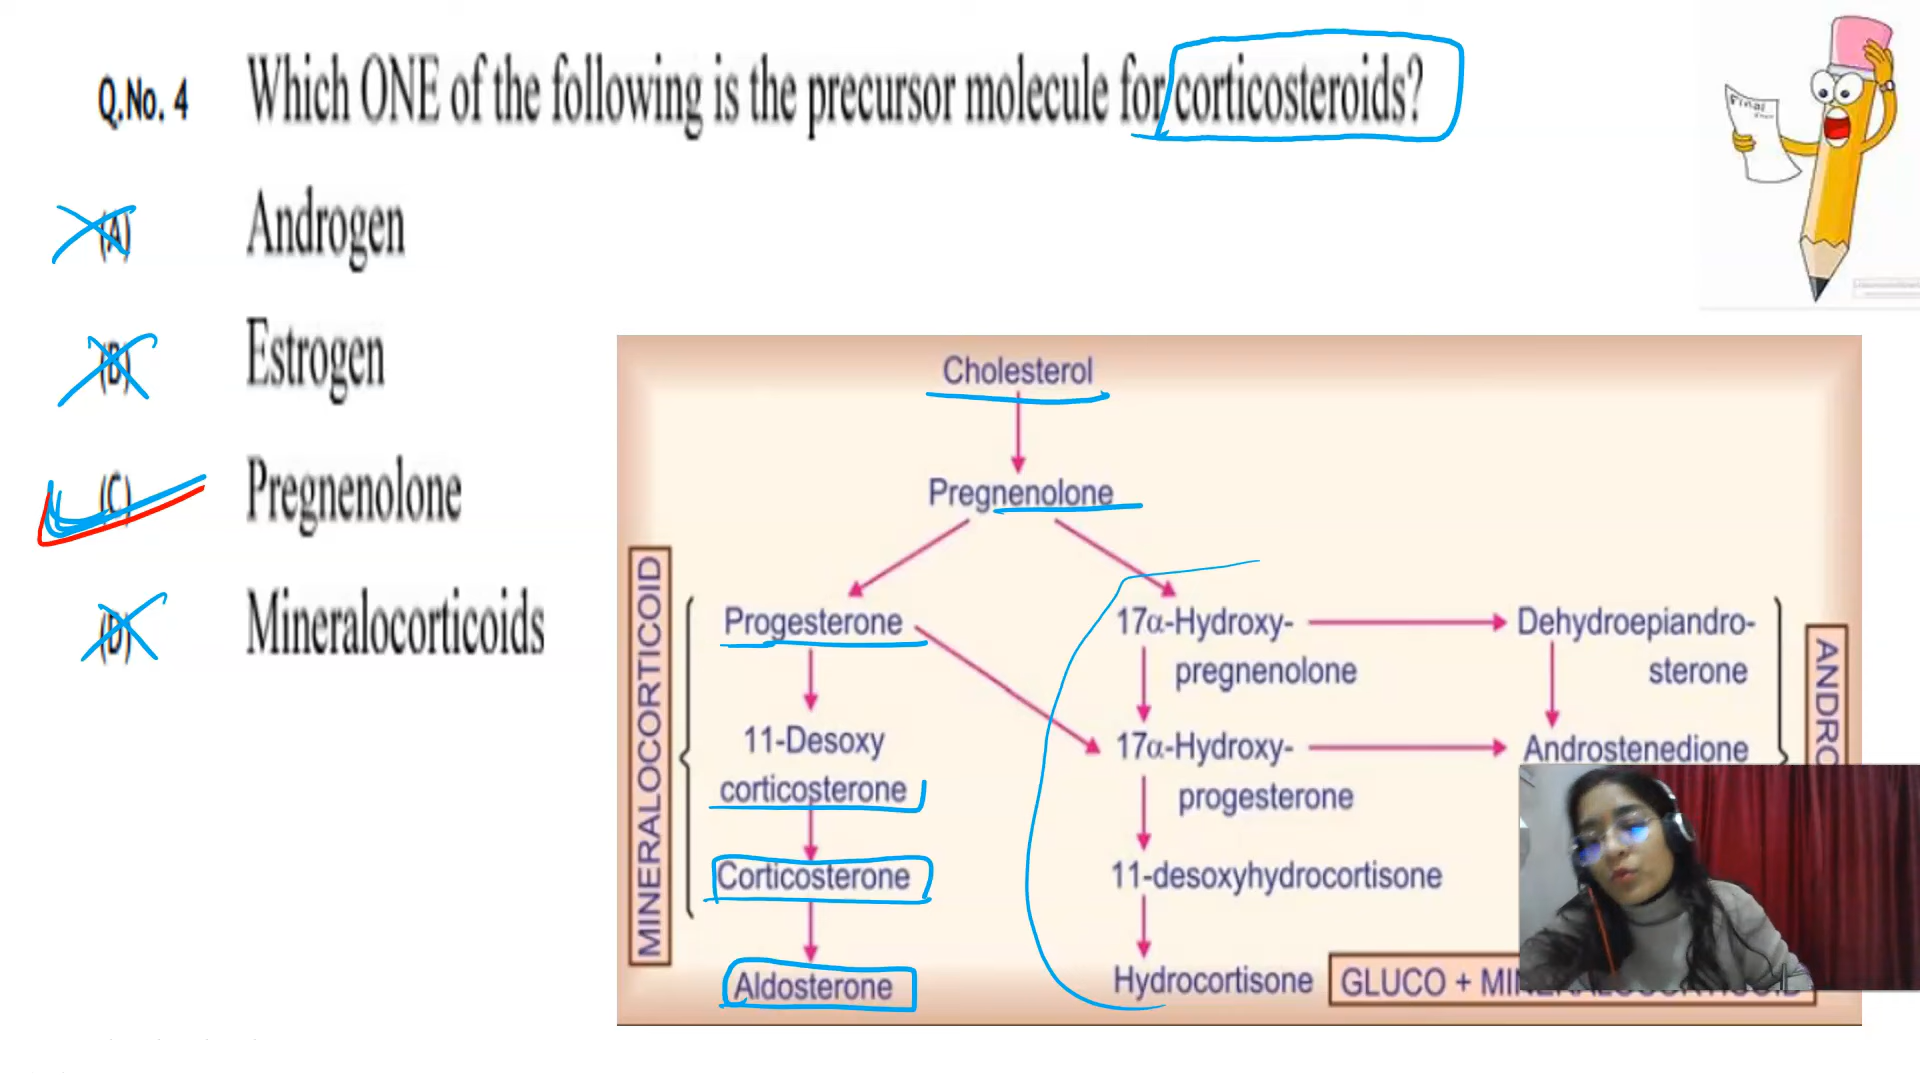 Q.No. 4 Which ONE of the following is the precursor molecule for corticosteroids?
(A) Androgen
(B) Estrogen
(C) Pregnenolone
(D) Mineralocorticoids
Final
Cholesterol
Pregnenolone
MINERALOCORTICOID
Progesterone
11-Desoxy
corticosterone
Corticosterone
Aldosterone
17α-Hydroxy-
pregnenolone
17α-Hydroxy-
progesterone
11-desoxyhydrocortisone
Hydrocortisone
GLUCO + MINERALOCORTICOID
Dehydroepiandro-
sterone
Androstenedione
ANDRO